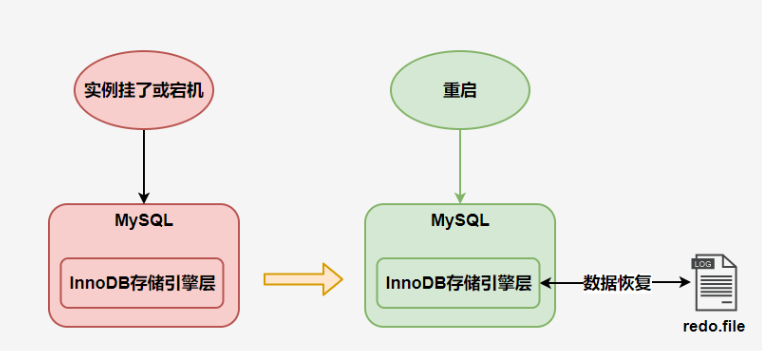 实例挂了或宕机
重启
MySQL
MySQL
InnoDB存储引擎层
InnoDB存储引擎层
数据恢复
LOG
redo.file